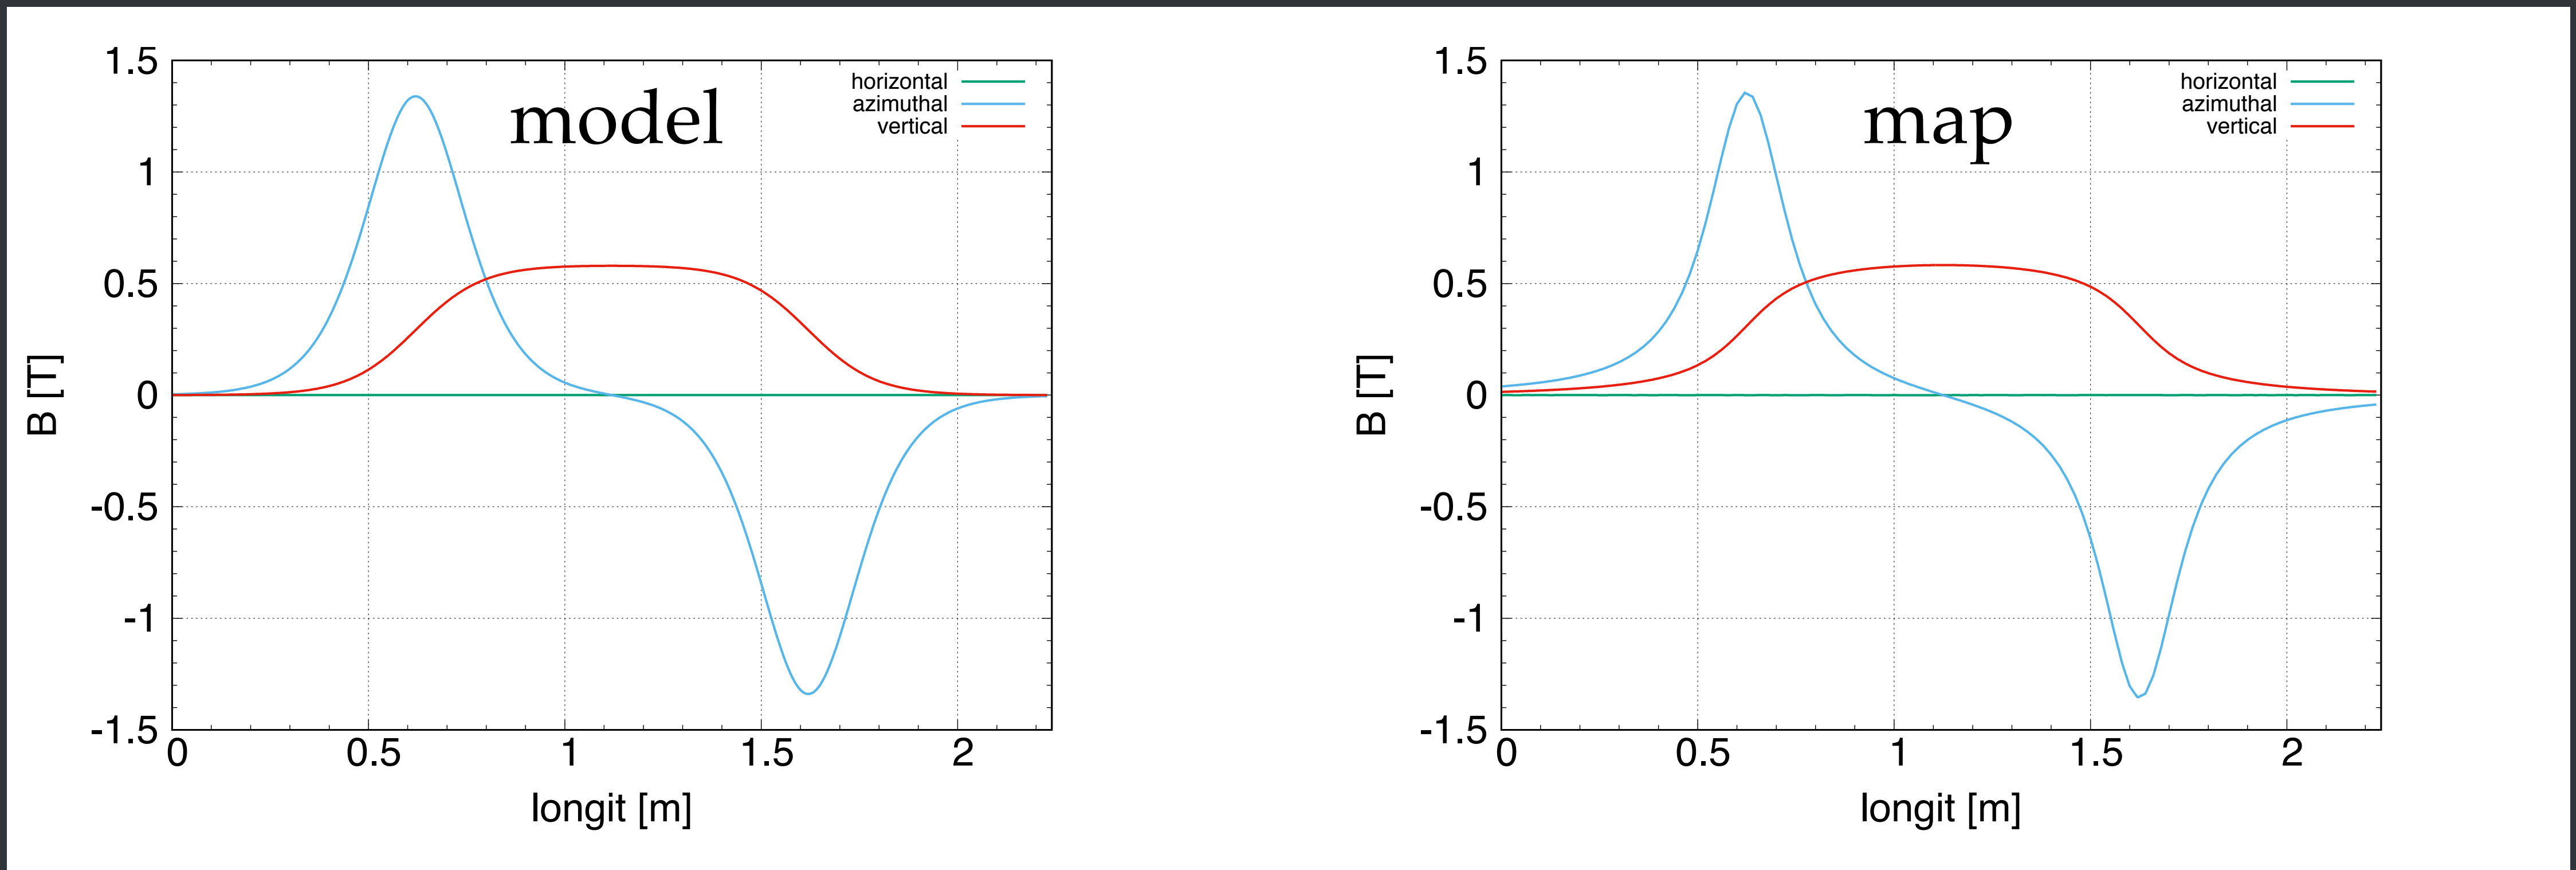 model
horizontal
azimuthal
vertical
1.5
1
0.5
0
-0.5
-1
-1.5
B [T]
0 0.5 1 1.5 2
longit [m]
map
horizontal
azimuthal
vertical
1.5
1
0.5
0
-0.5
-1
-1.5
B [T]
0 0.5 1 1.5 2
longit [m]